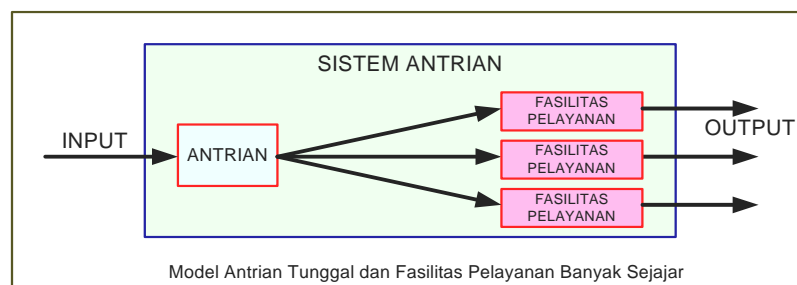 SISTEM ANTRIAN
INPUT
ANTRIAN
FASILITAS
PELAYANAN
FASILITAS
PELAYANAN
FASILITAS
PELAYANAN
OUTPUT
Model Antrian Tunggal dan Fasilitas Pelayanan Banyak Sejajar